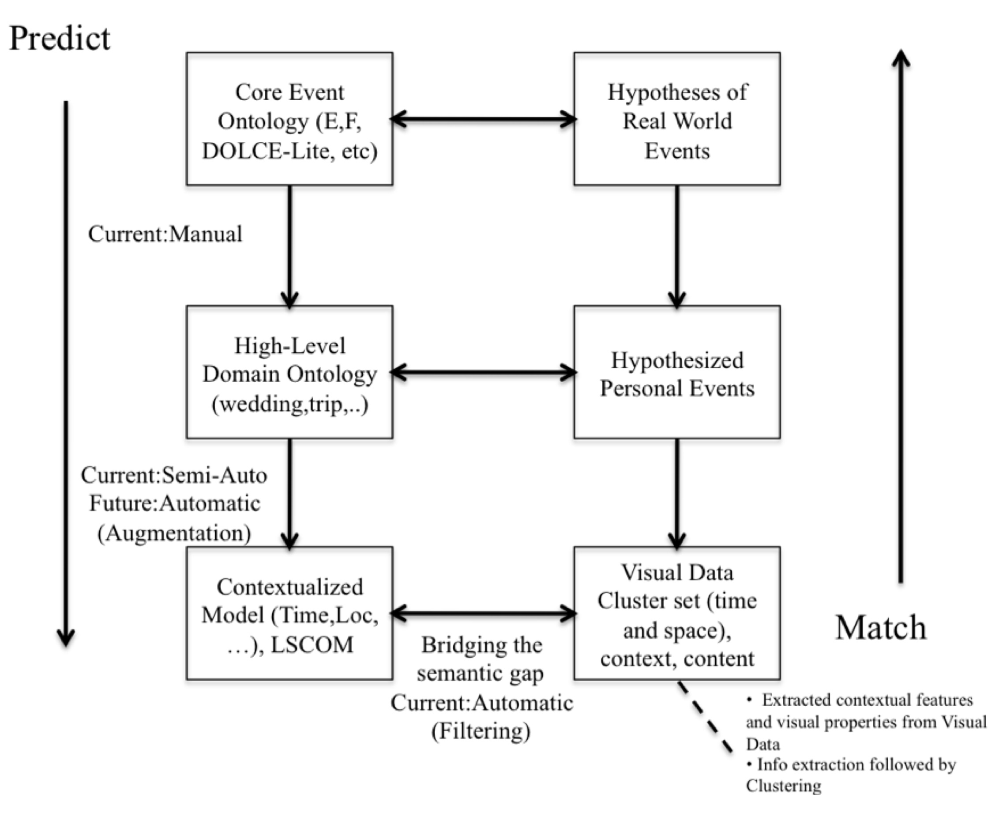 Predict
Core Event
Ontology (E,F,
DOLCE-Lite, etc)
Hypotheses of
Real World
Events
Current:Manual
High-Level
Domain Ontology
(wedding,trip,..)
Hypothesized
Personal Events
Current:Semi-Auto
Future:Automatic
(Augmentation)
Contextualized
Model (Time,Loc,
…), LSCOM
Bridging the
semantic gap
Current:Automatic
(Filtering)
Visual Data
Cluster set (time
and space),
context, content
Match
• Extracted contextual features
and visual properties from Visual
Data
• Info extraction followed by
Clustering